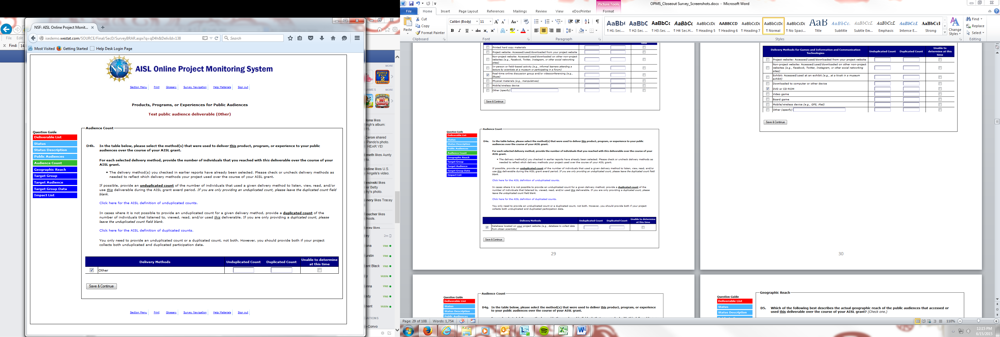 NSF: AISL Online Project Monit...
isedemo.westat.com/SOURCE/Final/SecD/SurveyBRAR.aspx?q=qD4h&DelivId=138
Search
Most Visited
Getting Started
Help Desk Login Page
File
Edit
Find: 14
NSF
AISL Online Project Monitoring System
Section Menu
Print
Glossary
Survey Navigation
Help Materials
Sign out
Products, Programs, or Experiences for Public Audiences
Test public audience deliverable (Other)
Question Guide
Deliverable List
Status
Status Description
Public Audiences
Audience Count
Geographic Reach
Target Group
Target Audience
Target Group Data
Impact List
Audience Count
D4h. In the table below, please select the method(s) that were used to deliver this product, program, or experience to your public
audiences over the course of your AISL grant.
For each selected delivery method, provide the number of individuals that you reached with this deliverable over the course of your
AISL grant.
• The delivery method(s) you checked in earlier reports have already been selected. Please check or uncheck delivery methods as
needed to reflect which delivery methods your project used over the course of your AISL grant.
If possible, provide an unduplicated count of the number of individuals that used a given delivery method to listen, view, read, and/or
use this deliverable during the AISL grant award period. If you are only providing an unduplicated count, please leave the duplicated count field
blank.
Click here for the AISL definition of unduplicated counts.
In cases where it is not possible to provide an unduplicated count for a given delivery method, provide a duplicated count of the
number of individuals that listened to, viewed, read, and/or used this deliverable. If you are only providing a duplicated count, please
leave the unduplicated count field blank.
Click here for the AISL definition of duplicated counts.
You only need to provide an unduplicated count or a duplicated count, not both. However, you should provide both if your project
collects both unduplicated and duplicated participation data.
Delivery Methods
Unduplicated Count
Duplicated Count
Unable to determine
at this time
Other
Save & Continue
Section Menu
Print
Glossary
Survey Navigation
Help Materials
Sign out
MORE
FAMILY
FEUD
2
& friends!
MORE
likes
ngh's album:
Ceron shared
Pando's photo.
HEAR YE!
likes Aunty
likes U.S.
Angels's video.
likes
er Betty
hy's photo.
likes Tracey
likes
hools.
likes
2m
Web
Web
ent Black Web
Mobile
Web
Web
Mobile
OPMS_Closeout Survey_Screenshots.docx - Microsoft Word
Picture Tools
File
Home
Insert
Page Layout
References
Mailings
Review
View
eDocPrinter
Format
Paste
Cut
Copy
Format Painter
Clipboard
Calibri (Body)
11
Font
Paragraph
¶ H1-Sec....
¶ H2-Sec. ...
¶ H3-Sec. ...
¶ H4 Sec.H...
¶ Heading 5
¶ Heading 6
¶ Heading 7
¶ Normal
¶ No Spaci...
Title
Subtitle
Subtle Em...
Emphasis
Intense E...
Strong
Styles
Change
Styles
Find
Replace
Select
Editing
time
Printed hard copy materials
Project website: Accessed/used/downloaded from your project website
Non-project website: Accessed/used/downloaded on other non-project
websites (e.g., Facebook, Twitter, Instagram, or other social networking
sites)
In-person or field-based activity (e.g., informal learners attending a
lecture by scientists at a museum or participating in a forum)
Real-time online discussion group and/or videoconferencing (e.g.,
Skype)
Physical materials (e.g., manipulatives)
Mobile/wireless device
Other (specify)
Save & Continue
Question Guide
Deliverable List
Status
Status Description
Public Audiences
Audience Count
Geographic Reach
Target Group
Target Audience
Target Group Data
Impact List
Audience Count
D4e. In the table below, please select the method(s) that were used to deliver this product, program, or experience to your public
audiences over the course of your AISL grant.
For each selected delivery method, provide the number of individuals that you reached with this deliverable over the course of your
AISL grant.
• The delivery method(s) you checked in earlier reports have already been selected. Please check or uncheck delivery methods as
needed to reflect which delivery methods your project used over the course of your AISL grant.
If possible, provide an unduplicated count of the number of individuals that used a given delivery method to listen, view, read, and/or
use this deliverable during the AISL grant award period. If you are only providing an unduplicated count, please leave the duplicated count field
blank.
Click here for the AISL definition of unduplicated counts.
In cases where it is not possible to provide an unduplicated count for a given delivery method, provide a duplicated count of the
number of individuals that listened to, viewed, read, and/or used this deliverable. If you are only providing a duplicated count, please
leave the unduplicated count field blank.
Click here for the AISL definition of duplicated counts.
You only need to provide an unduplicated count or a duplicated count, not both. However, you should provide both if your project
collects both unduplicated and duplicated participation data.
Delivery Methods
Unduplicated Count
Duplicated Count
Unable to determine
at this time
Database located on your project website (e.g., database to collect data
from citizen scientists)
Save & Continue
29
Delivery Methods for Games and Information and Communication
Technologies
Unduplicated Count
Duplicated Count
Unable to
determine at this
time
Project website: Accessed/used/downloaded from your project website
Non-project website: Accessed/used/downloaded on other non-project
websites (e.g., Facebook, Twitter, Instagram, or other social networking
sites)
Exhibit: Accessed/used at an exhibit (e.g., at a kiosk in a museum
exhibit)
Downloaded to computer or other device
DVD or CD-ROM
Video game
Board game
Mobile/wireless device (e.g., GPS, iPad)
Other (specify)
Save & Continue
30
Question Guide
Deliverable List
Status
Status Description
Public Audiences
Audience Count
D4g. In the table below, please select the method(s) that were used to deliver this product, program, or experience
to your public audiences over the course of your AISL grant.
Question Guide
Deliverable List
Status
Status Description
Geographic Reach
D5. Which of the following best describes the actual geographic reach of the public audiences that accessed or
used this deliverable over the course of your AISL grant? (Check one.)
Page: 29 of 108
Words: 1,754
110%
12:15 PM
6/15/2015